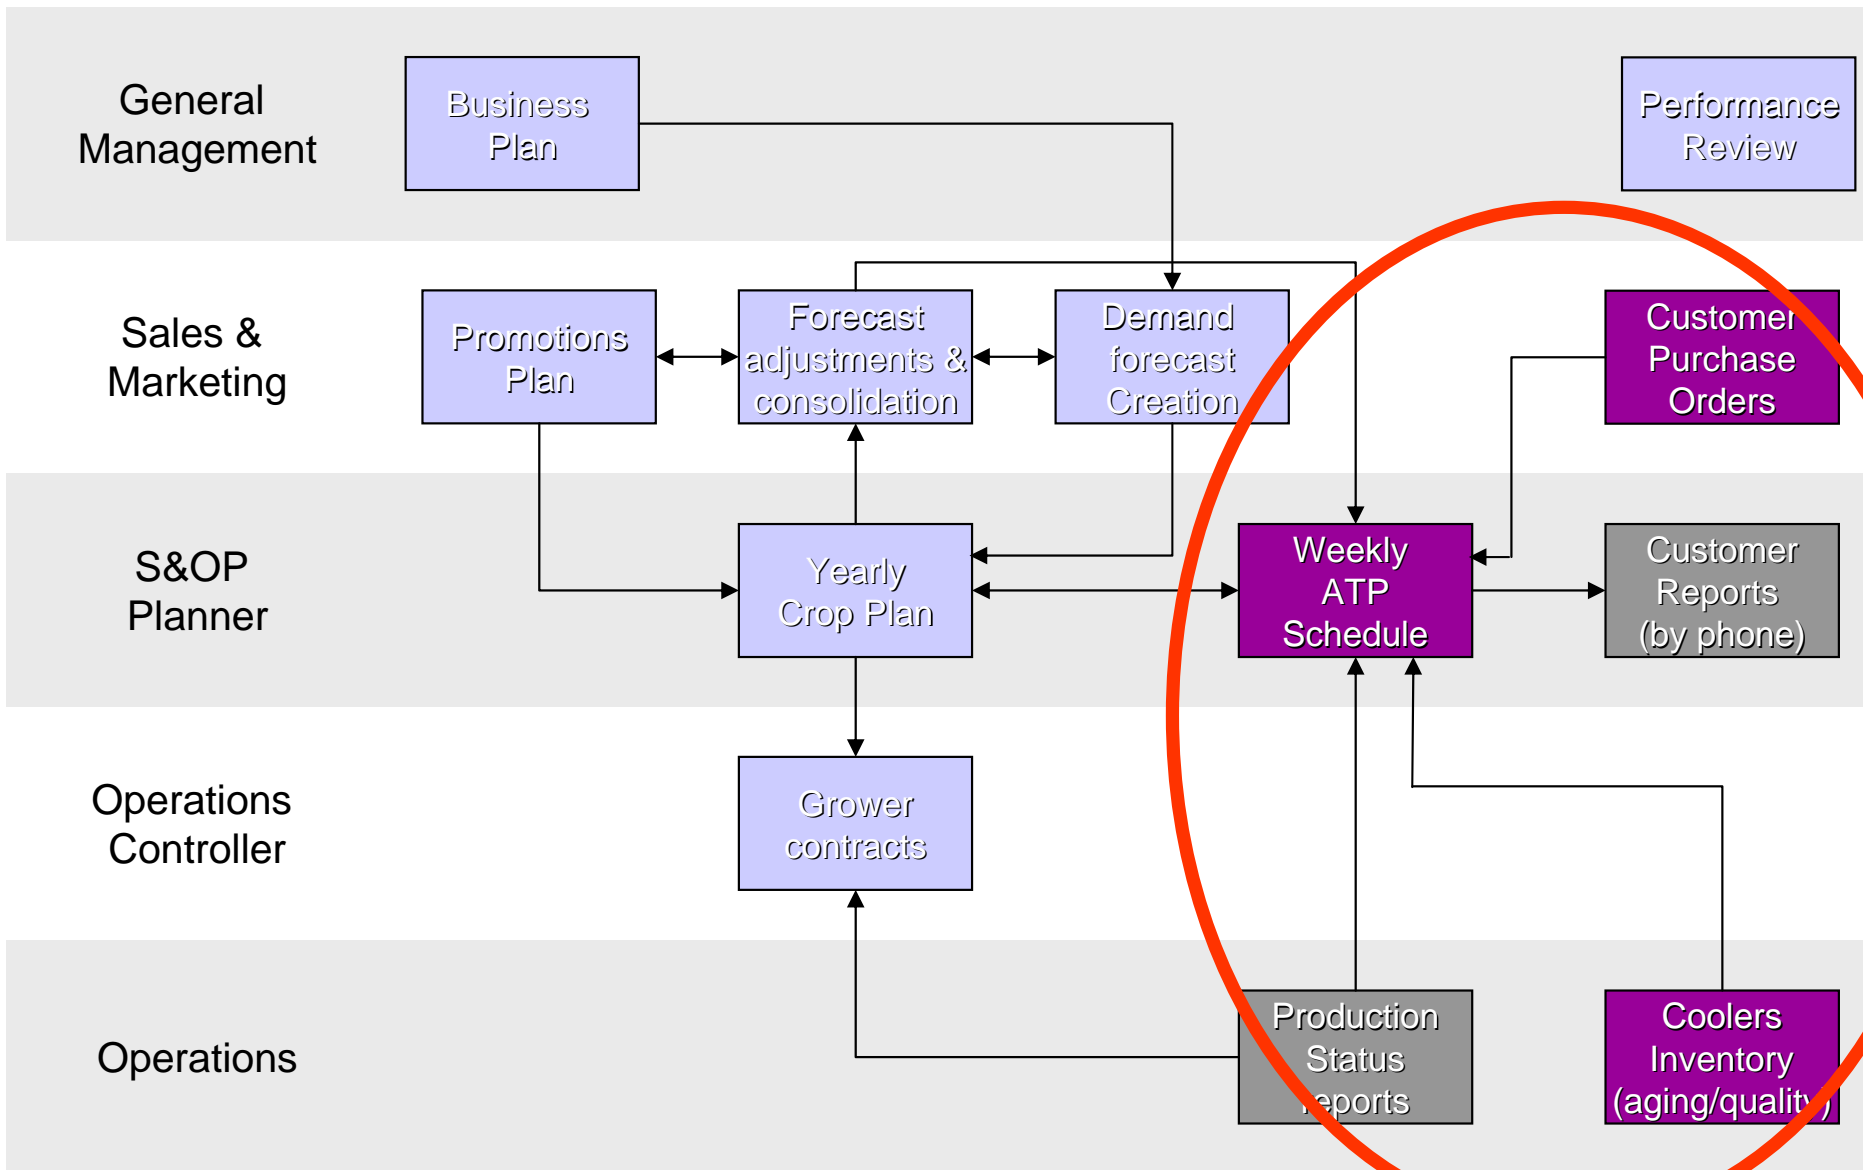 General
Management
Business
Plan
Performance
Review
Sales &
Marketing
Promotions
Plan
Forecast
adjustments &
consolidation
Demand
forecast
Creation
Customer
Purchase
Orders
S&OP
Planner
Yearly
Crop Plan
Weekly
ATP
Schedule
Customer
Reports
(by phone)
Operations
Controller
Grower
contracts
Operations
Production
Status
reports
Coolers
Inventory
(aging/quality)